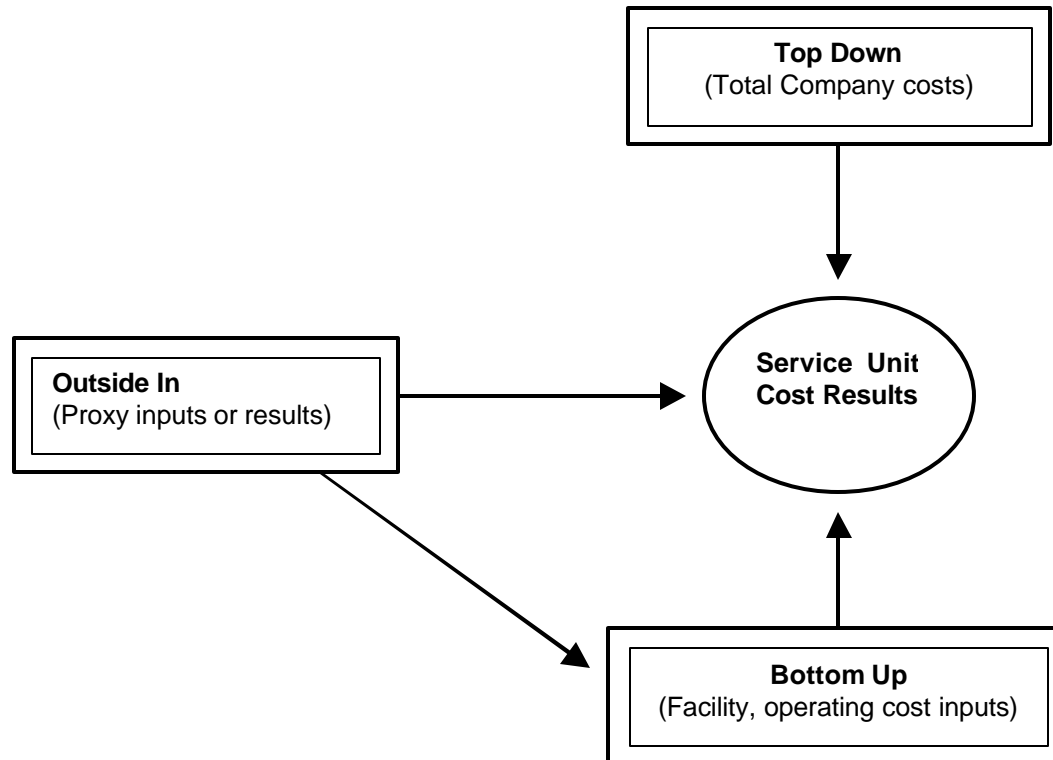 Top Down
(Total Company costs)
Outside In
(Proxy inputs or results)
Service Unit
Cost Results
Bottom Up
(Facility, operating cost inputs)